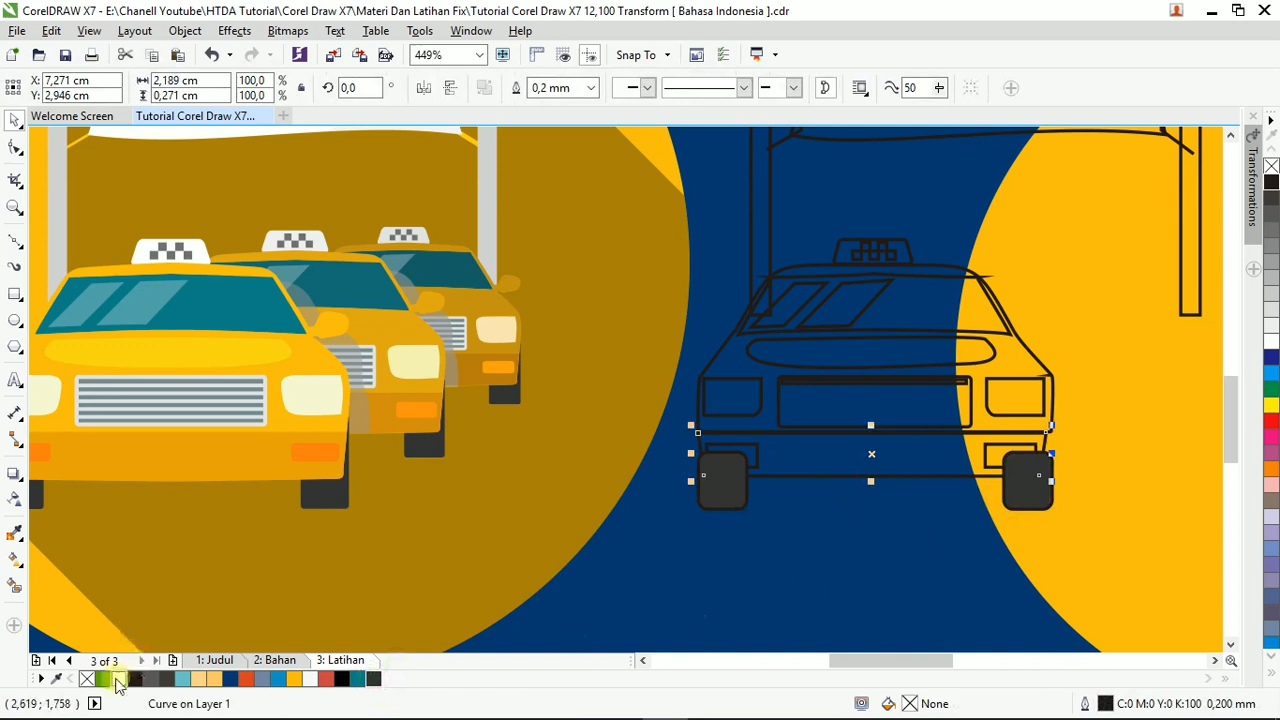 CorelDRAW X7 - E:\Chanell Youtube\HTDA Tutorial\Corel Draw X7\Materi Dan Latihan Fix\Tutorial Corel Draw X7 12,100 Transform [ Bahasa Indonesia ].cdr
File Edit View Layout Object Effects Bitmaps Text Table Tools Window Help
449% Snap To
X: 7,271 cm 2,189 cm 100,0 % 0,0 ° 0,2 mm 50
Y: 2,946 cm 0,271 cm 100,0 %
Welcome Screen Tutorial Corel Draw X7...
Transformations
3 of 3 1: Judul 2: Bahan 3: Latihan
( 2,619 ; 1,758 ) Curve on Layer 1 None C:0 M:0 Y:0 K:100 0,200 mm